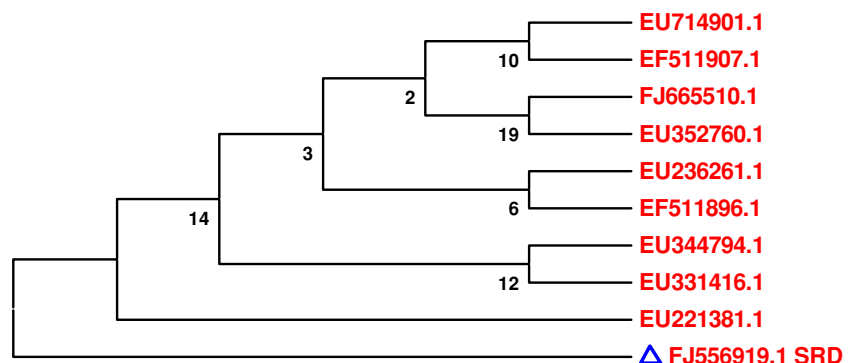 EU714901.1
10
EF511907.1
2
FJ665510.1
19
EU352760.1
3
EU236261.1
6
EF511896.1
14
EU344794.1
12
EU331416.1
EU221381.1
FJ556919.1 SRD